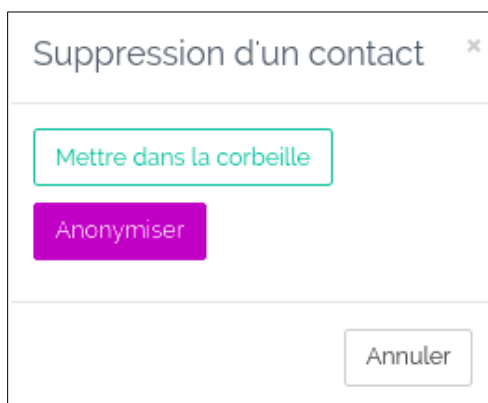 Suppression d'un contact ×
Mettre dans la corbeille
Anonymiser
Annuler